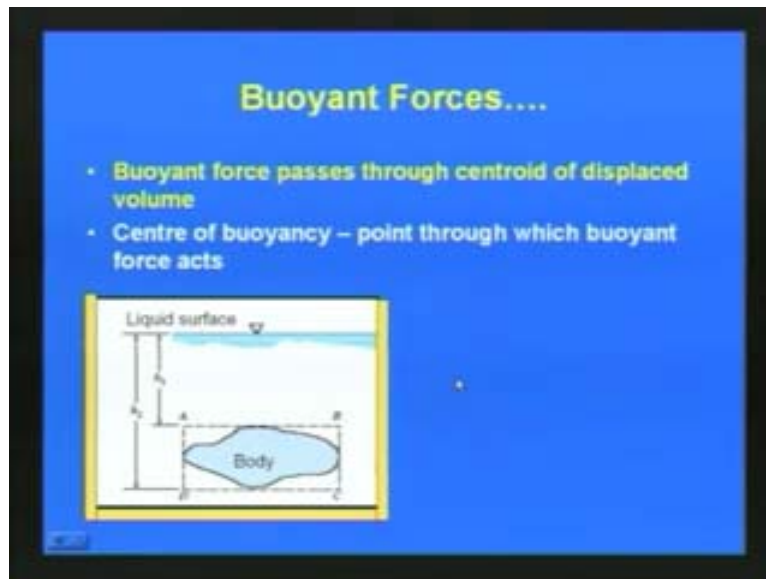 Buoyant Forces....
• Buoyant force passes through centroid of displaced
volume
• Centre of buoyancy – point through which buoyant
force acts
Liquid surface
A
B
Body
D
C